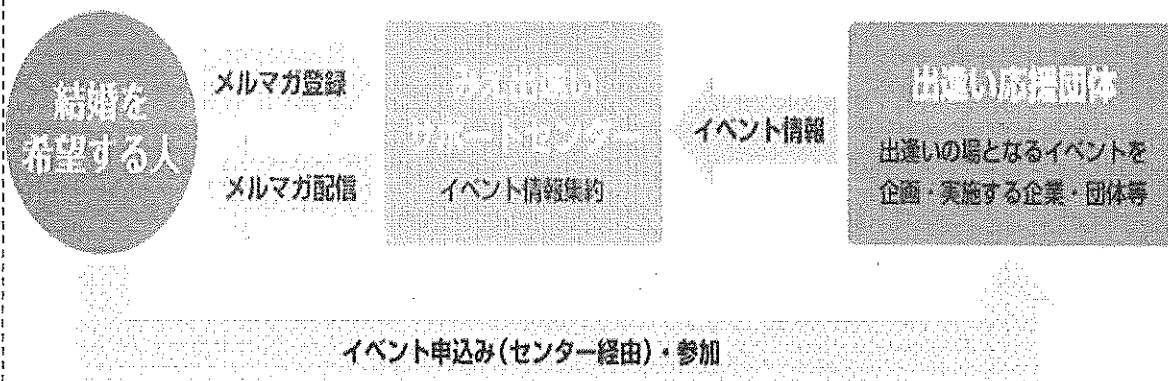 結婚を
希望する人
メルマガ登録
メルマガ配信
みえ出逢い
サポートセンター
イベント情報集約
イベント情報
出逢い応援団体
出逢いの場となるイベントを
企画・実施する企業・団体等
イベント申込み(センター経由)・参加